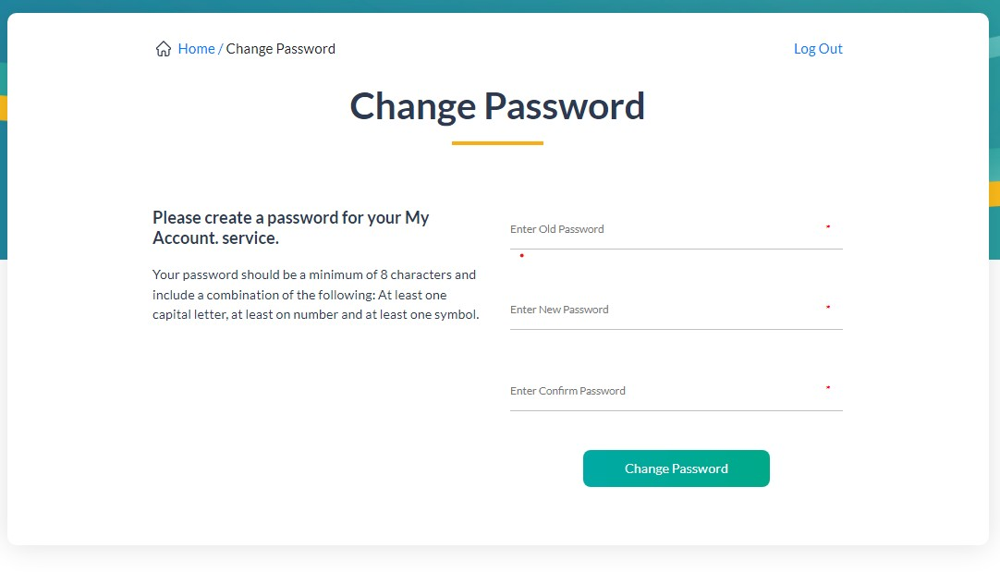 Home / Change Password
Log Out
Change Password
Please create a password for your My
Account. service.
Your password should be a minimum of 8 characters and
include a combination of the following: At least one
capital letter, at least on number and at least one symbol.
Enter Old Password *
*
Enter New Password *
Enter Confirm Password *
Change Password